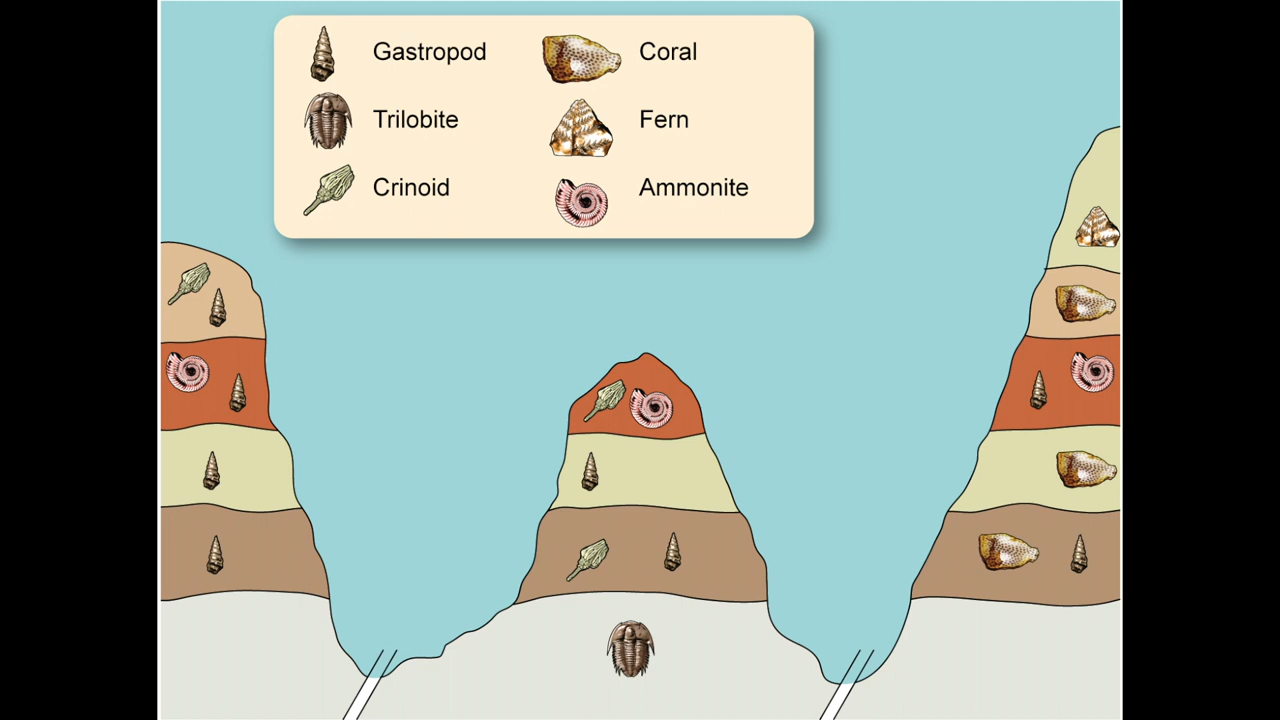 Gastropod
Coral
Trilobite
Fern
Crinoid
Ammonite